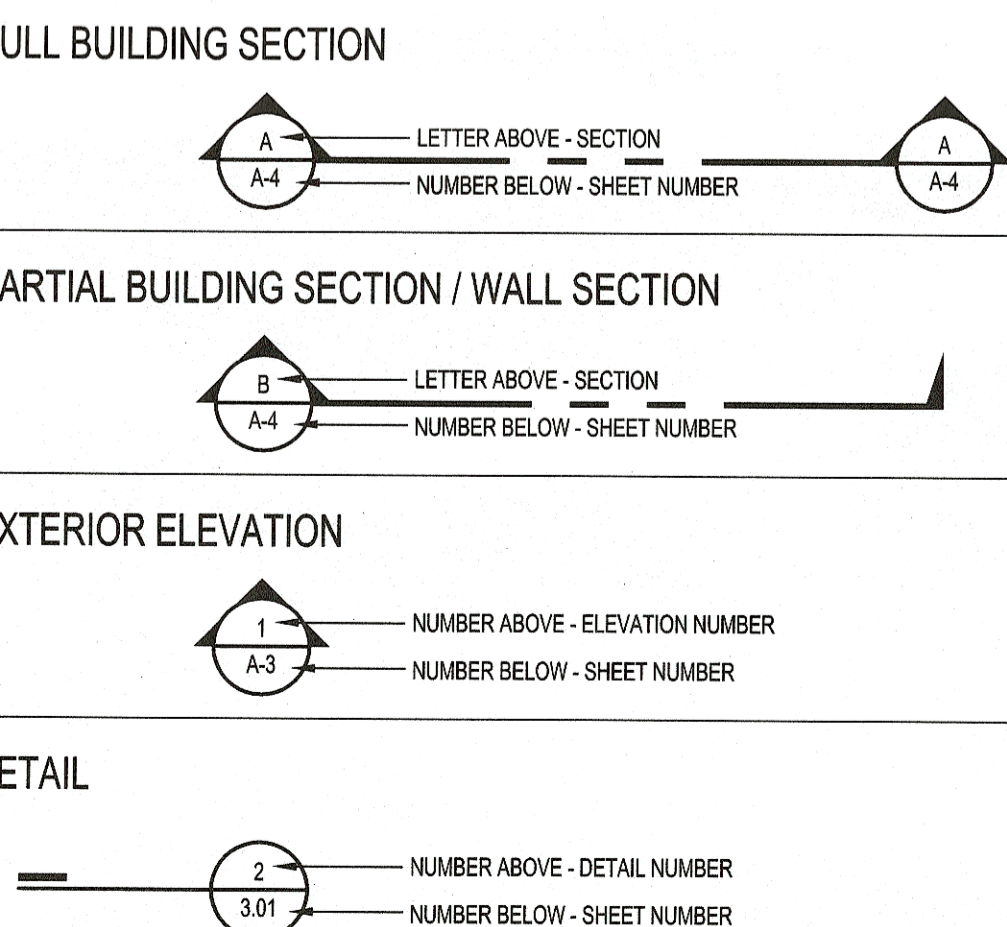 ULL BUILDING SECTION
A
A-4
LETTER ABOVE - SECTION
NUMBER BELOW - SHEET NUMBER
A
A-4
ARTIAL BUILDING SECTION / WALL SECTION
B
A-4
LETTER ABOVE - SECTION
NUMBER BELOW - SHEET NUMBER
XTERIOR ELEVATION
1
A-3
NUMBER ABOVE - ELEVATION NUMBER
NUMBER BELOW - SHEET NUMBER
ETAIL
2
3.01
NUMBER ABOVE - DETAIL NUMBER
NUMBER BELOW - SHEET NUMBER